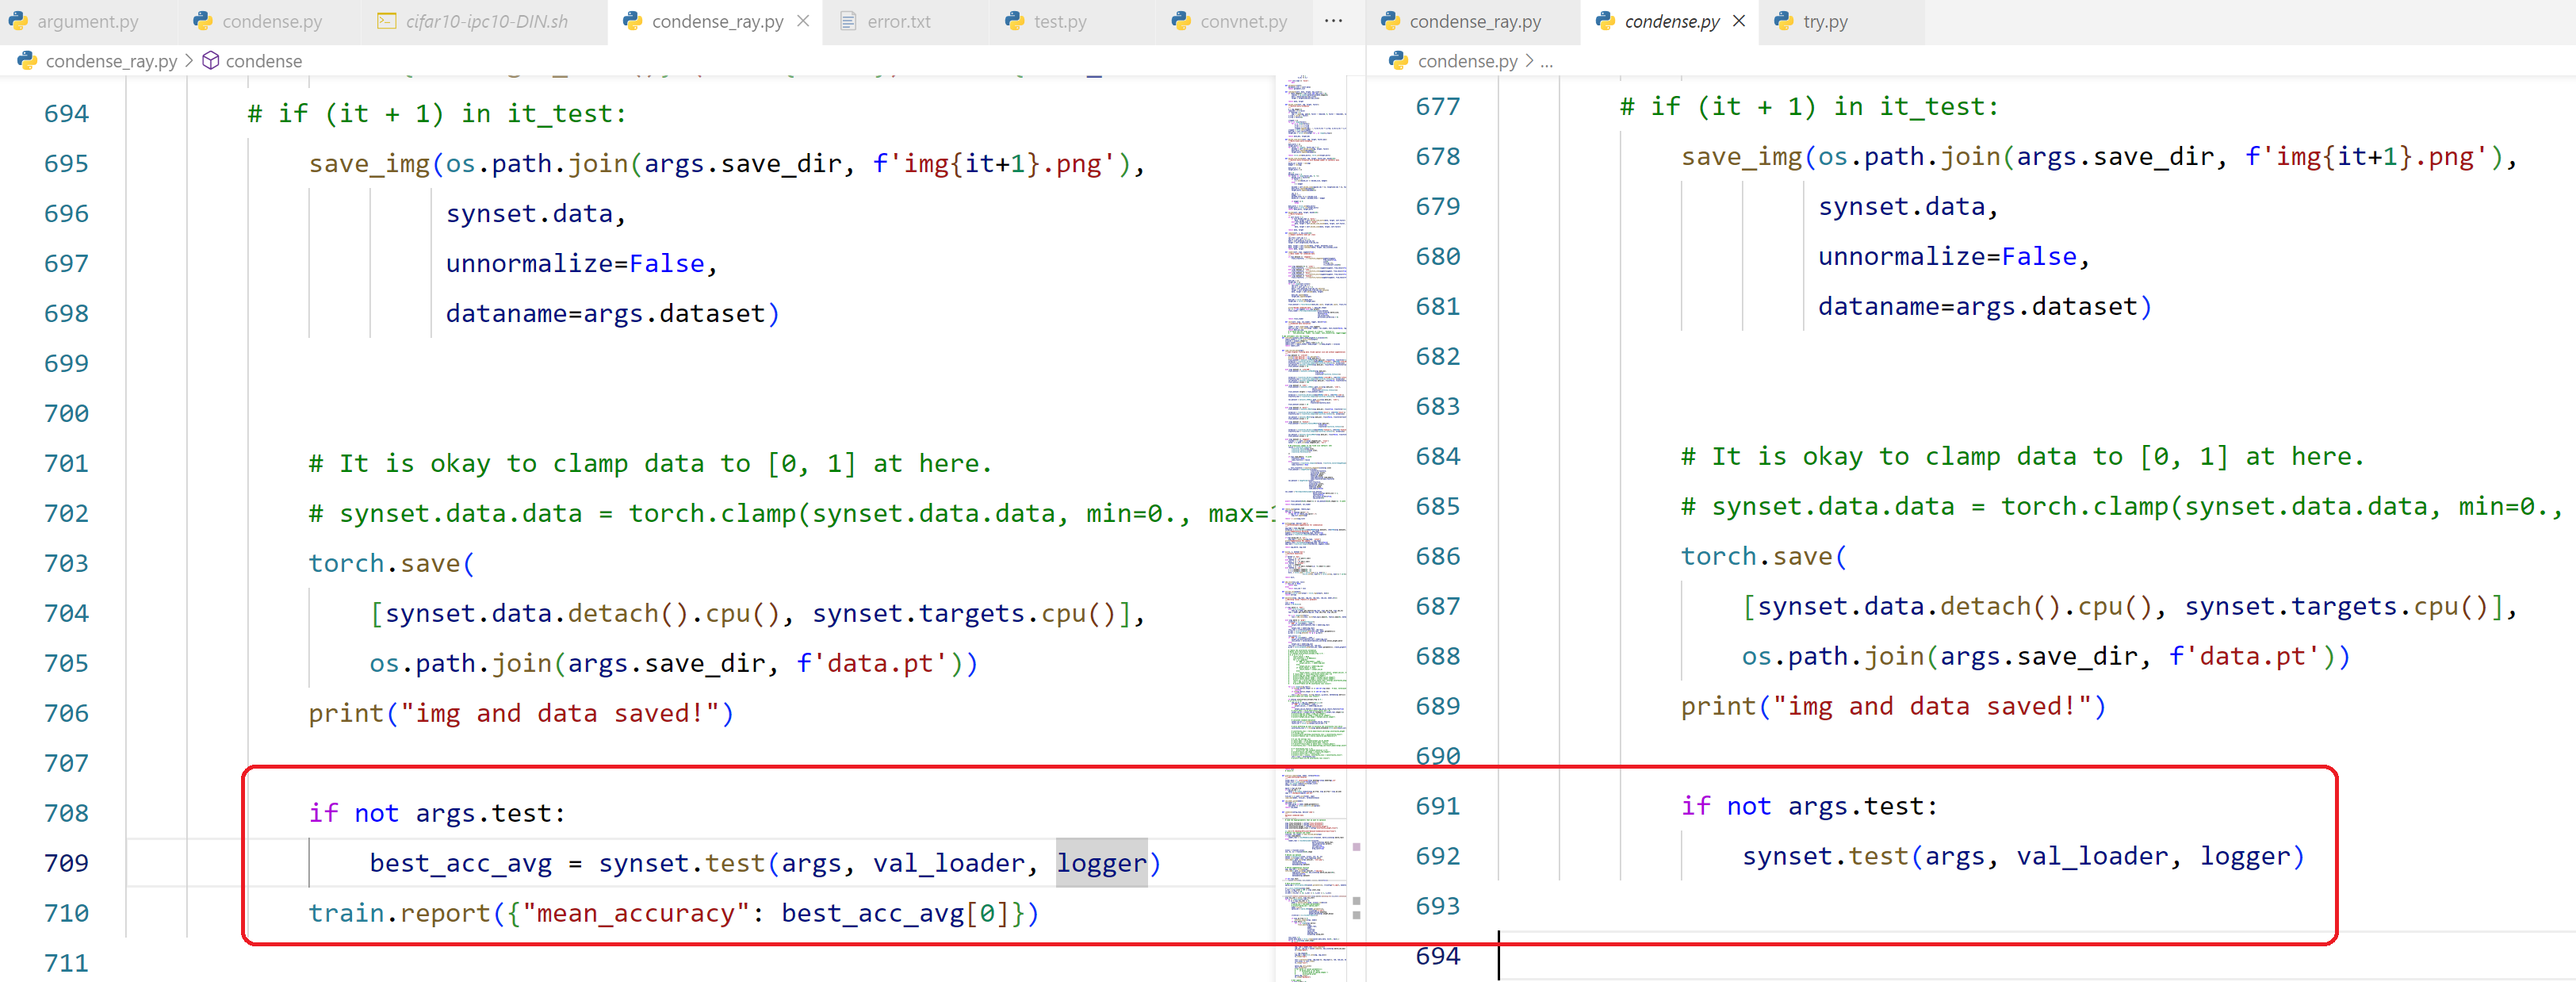 argument.py condense.py cifar10-ipc10-DIN.sh condense_ray.py error.txt test.py convnet.py ...
condense_ray.py > condense
694 # if (it + 1) in it_test:
695 save_img(os.path.join(args.save_dir, f'img{it+1}.png'),
696 synset.data,
697 unnormalize=False,
698 dataname=args.dataset)
699
700
701 # It is okay to clamp data to [0, 1] at here.
702 # synset.data.data = torch.clamp(synset.data.data, min=0., max=1
703 torch.save(
704 [synset.data.detach().cpu(), synset.targets.cpu()],
705 os.path.join(args.save_dir, f'data.pt'))
706 print("img and data saved!")
707
708 if not args.test:
709 best_acc_avg = synset.test(args, val_loader, logger)
710 train.report({"mean_accuracy": best_acc_avg[0]})
711
condense_ray.py condense.py try.py
condense.py > ...
677 # if (it + 1) in it_test:
678 save_img(os.path.join(args.save_dir, f'img{it+1}.png'),
679 synset.data,
680 unnormalize=False,
681 dataname=args.dataset)
682
683
684 # It is okay to clamp data to [0, 1] at here.
685 # synset.data.data = torch.clamp(synset.data.data, min=0.,
686 torch.save(
687 [synset.data.detach().cpu(), synset.targets.cpu()],
688 os.path.join(args.save_dir, f'data.pt'))
689 print("img and data saved!")
690
691 if not args.test:
692 synset.test(args, val_loader, logger)
693
694